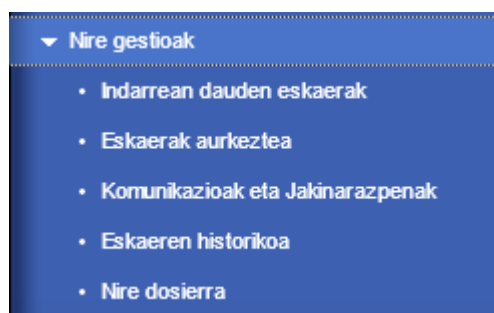 Nire gestioak
Indarrean dauden eskaerak
Eskaerak aurkeztea
Komunikazioak eta Jakinarazpenak
Eskaeren historikoa
Nire dosierra